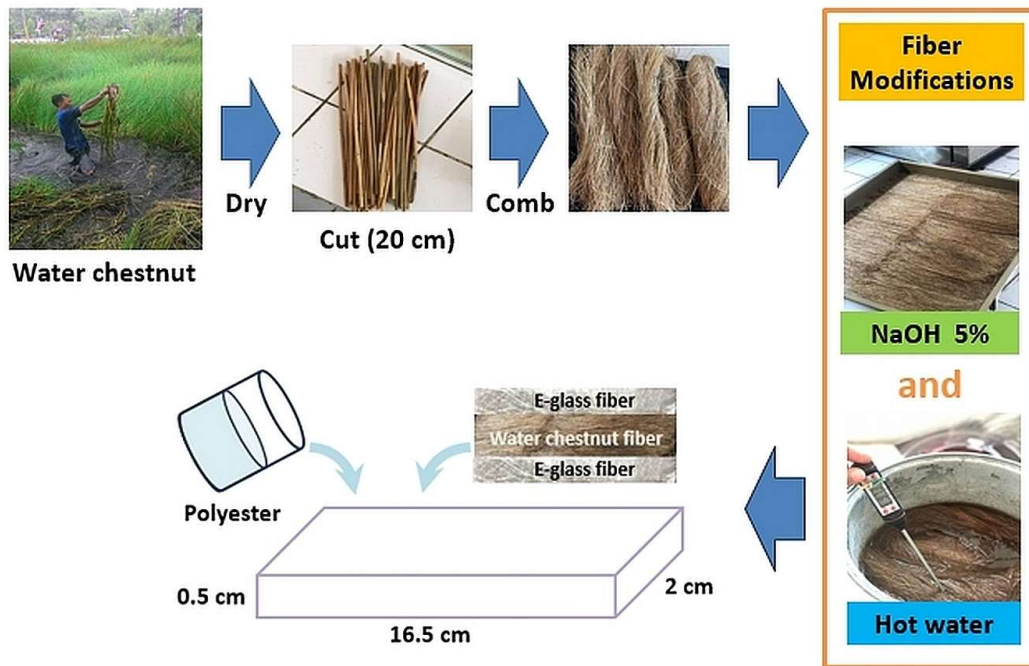 Water chestnut
Dry
Cut (20 cm)
Comb
Fiber
Modifications
NaOH 5%
and
Hot water
E-glass fiber
Water chestnut fiber
E-glass fiber
Polyester
0.5 cm
16.5 cm
2 cm